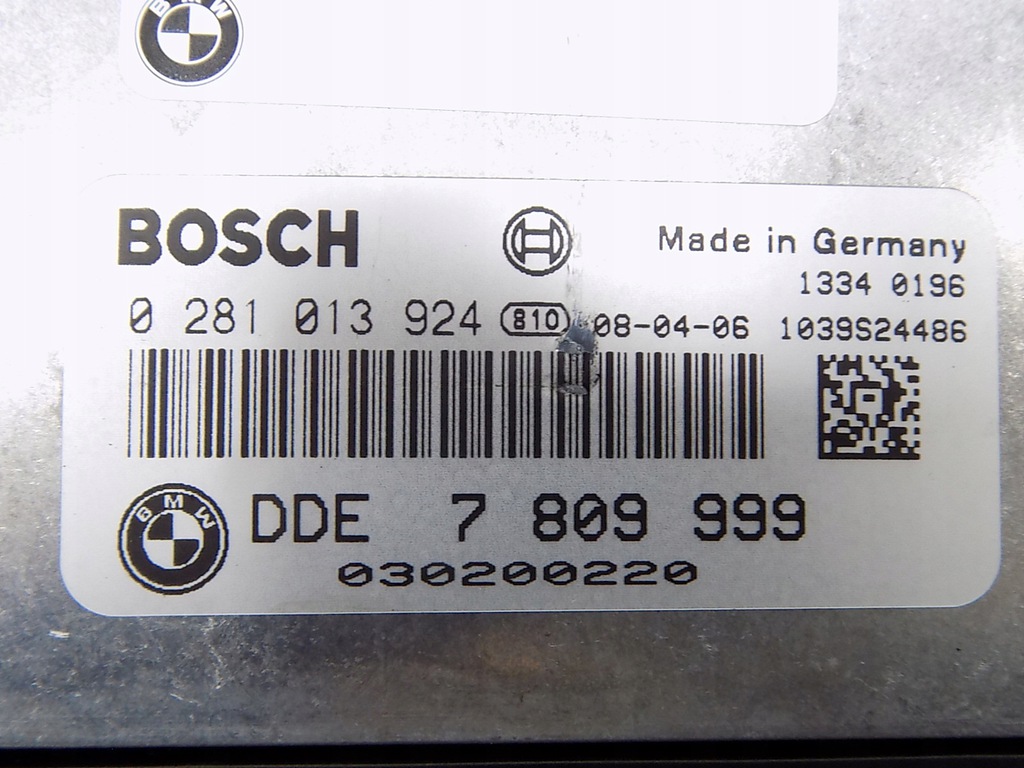 BMW
BOSCH
Made in Germany
1334 0196
0 281 013 924 810 08-04-06 1039S24486
BMW DDE 7 809 999
030200220